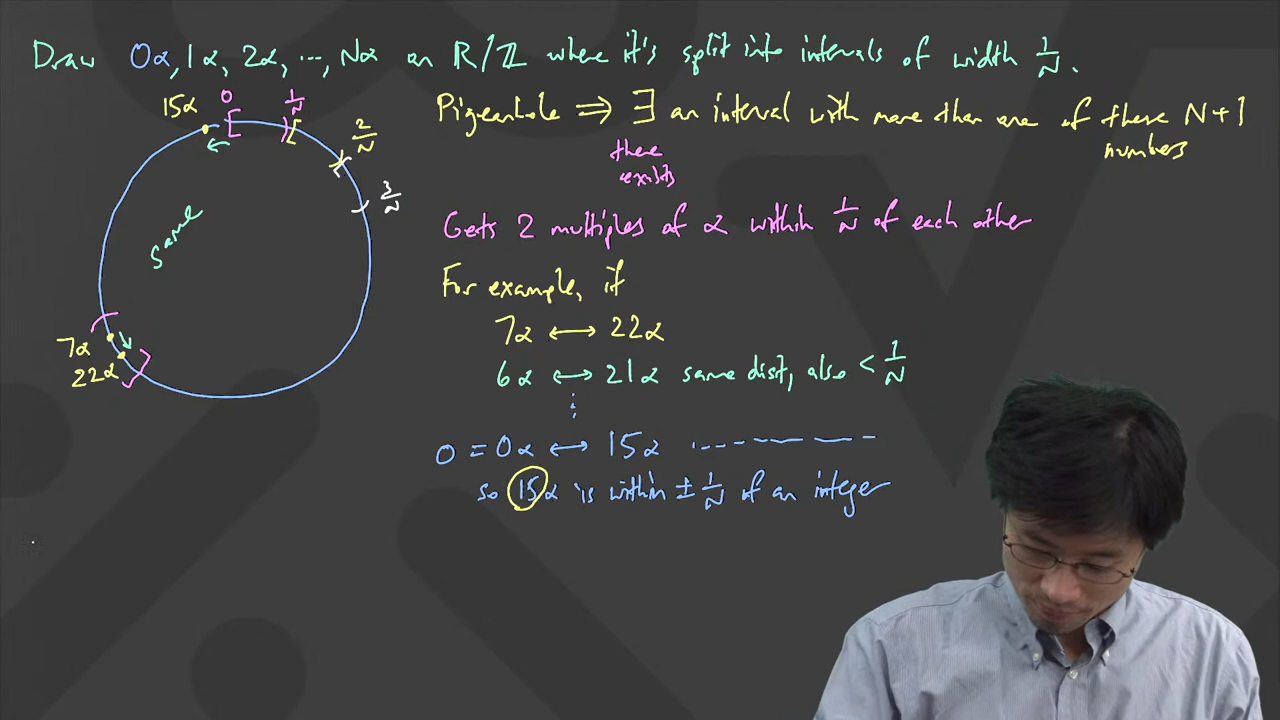 Draw 0α, 1α, 2α, ..., Nα on ℝ/ℤ where it's split into intervals of width 1/N.
Pigeonhole ⟹ ∃ an interval with more than one of these N+1 numbers
there exists
15α
0
1/N
2/N
3/N
Same
7α
22α
Gets 2 multiples of α within 1/N of each other
For example, if
7α ⟷ 22α
6α ⟷ 21α same dist, also < 1/N
⋮
0 = 0α ⟷ 15α
so 15α is within ± 1/N of an integer